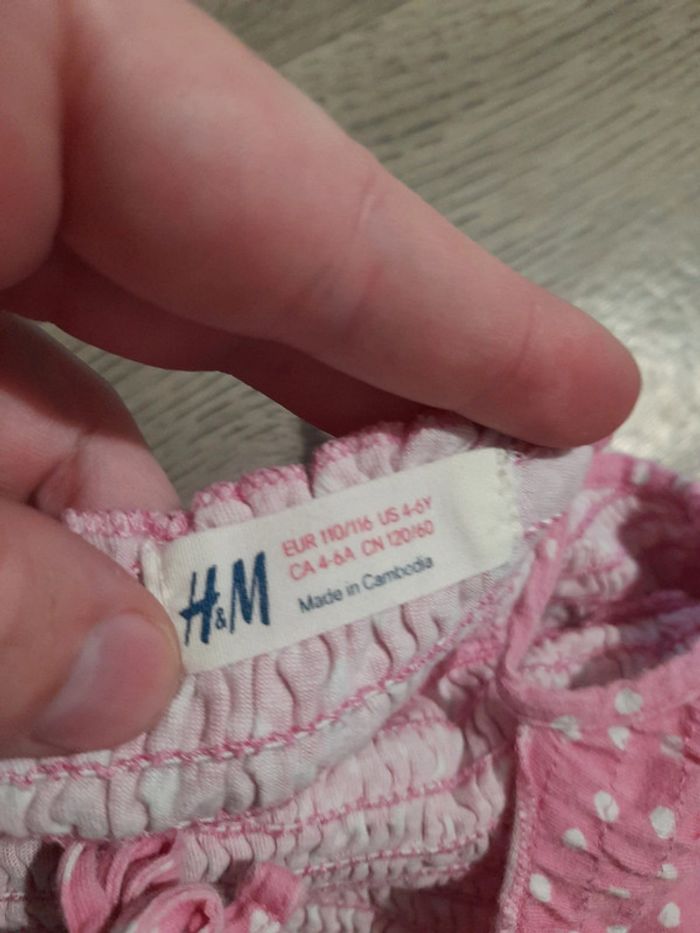 H&M
EUR 110/116 US 4-6Y
CA 4-6A CN 120/60
Made in Cambodia